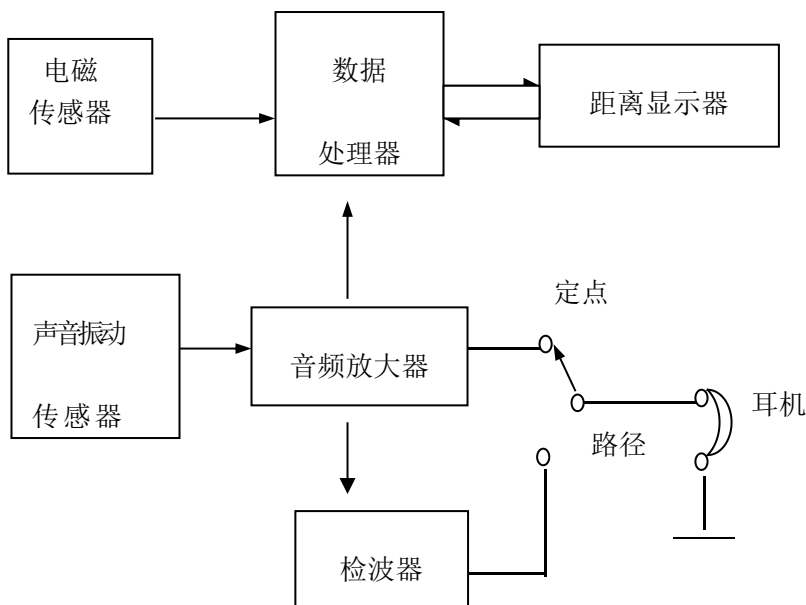 电磁
传感器
数据
处理器
距离显示器
声音振动
传感器
音频放大器
定点
路径
耳机
检波器